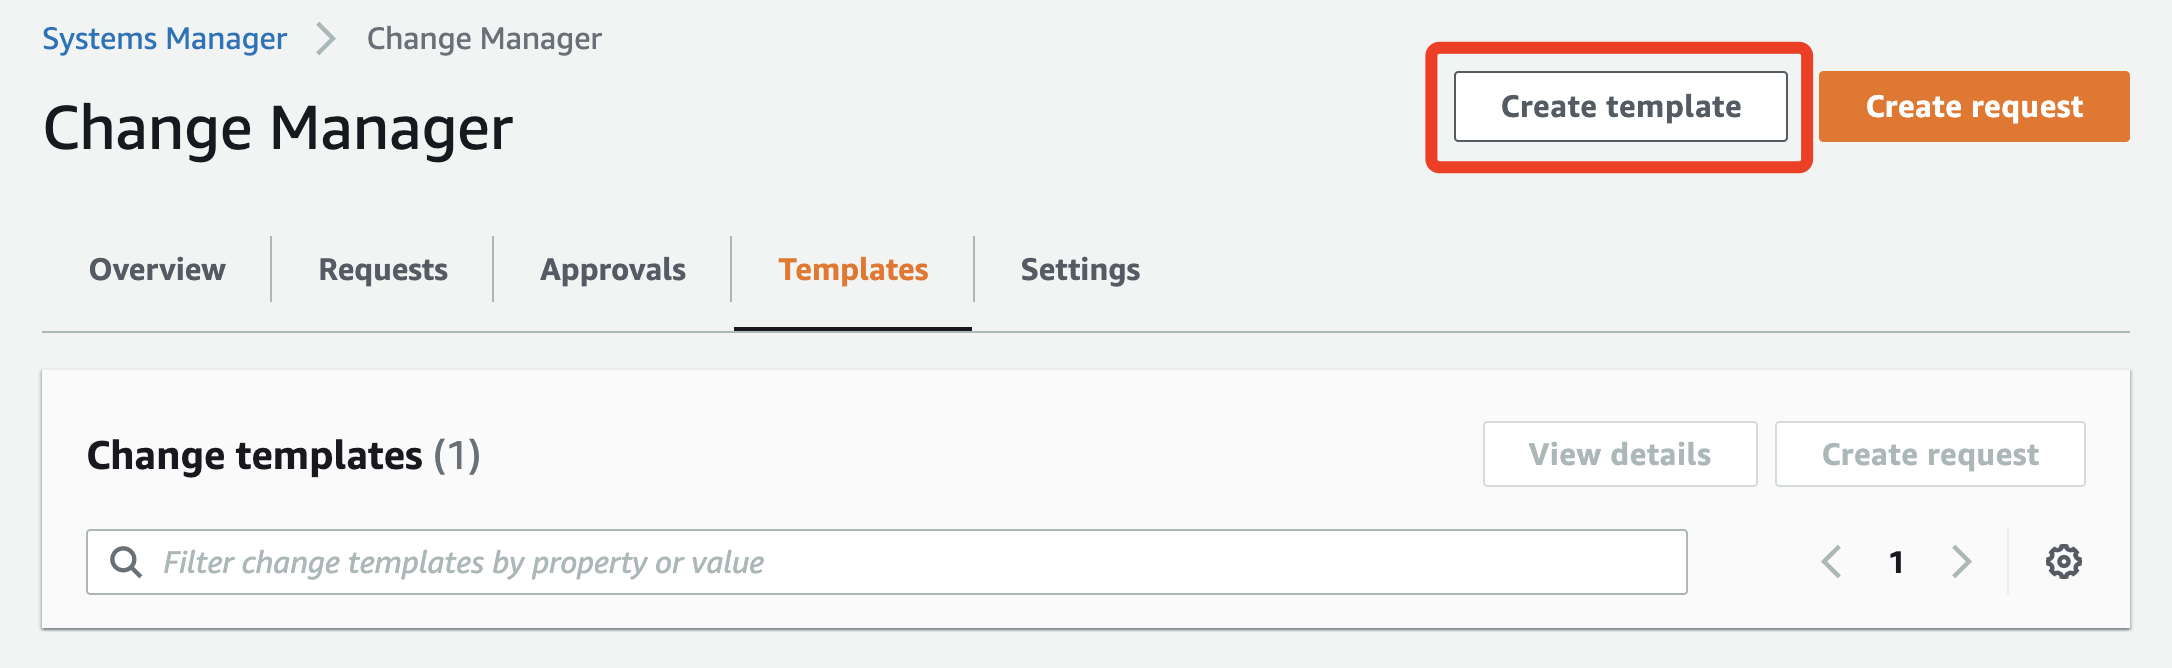 Systems Manager Change Manager
Change Manager
Create template
Create request
Overview Requests Approvals Templates Settings
Change templates (1)
View details
Create request
Filter change templates by property or value
1